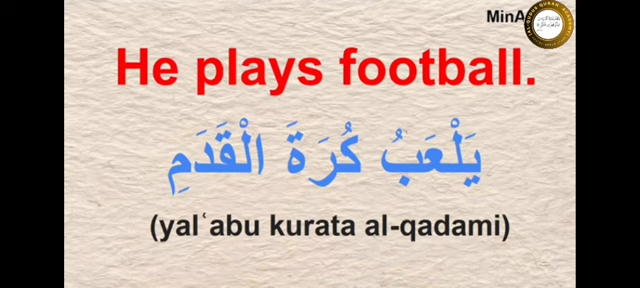 MinA
He plays football.
يَلْعَبُ كُرَةَ الْقَدَمِ
(yalʿabu kurata al-qadami)